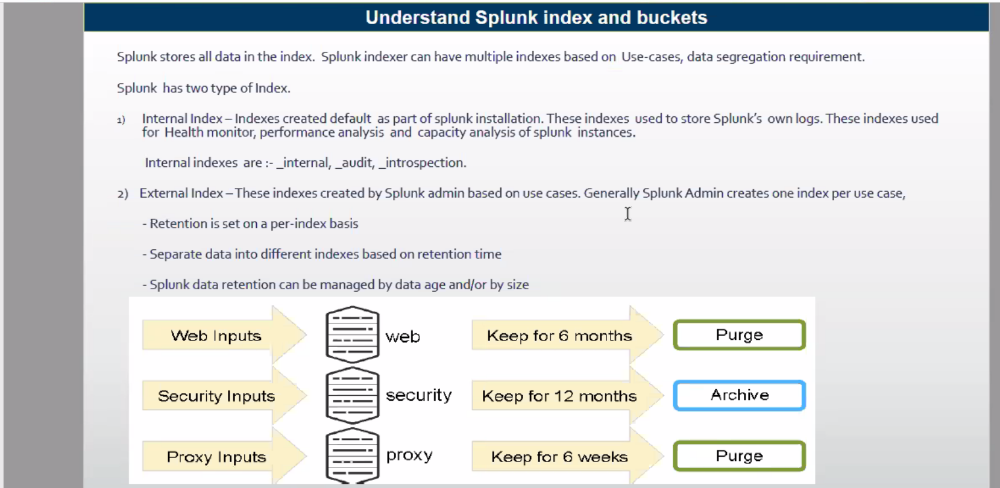 Understand Splunk index and buckets
Splunk stores all data in the index. Splunk indexer can have multiple indexes based on Use-cases, data segregation requirement.
Splunk has two type of Index.
1) Internal Index – Indexes created default as part of splunk installation. These indexes used to store Splunk's own logs. These indexes used
for Health monitor, performance analysis and capacity analysis of splunk instances.
Internal indexes are :- _internal, _audit, _introspection.
2) External Index – These indexes created by Splunk admin based on use cases. Generally Splunk Admin creates one index per use case,
- Retention is set on a per-index basis
- Separate data into different indexes based on retention time
- Splunk data retention can be managed by data age and/or by size
Web Inputs web Keep for 6 months Purge
Security Inputs security Keep for 12 months Archive
Proxy Inputs proxy Keep for 6 weeks Purge